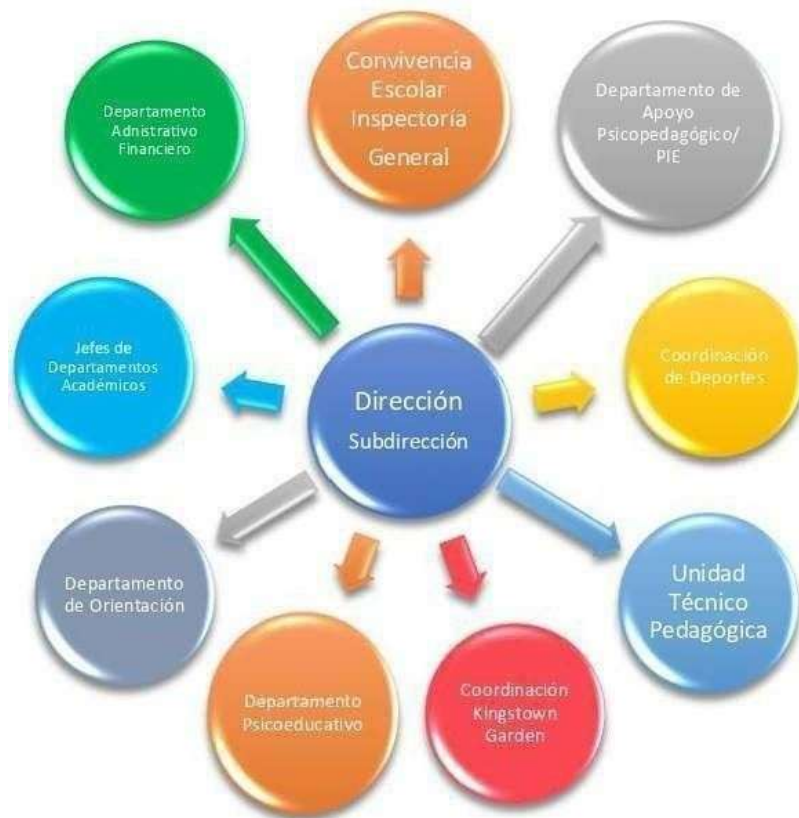 Convivencia
Escolar
Inspectoría
General
Departamento
Adnistrativo
Financiero
Departamento de
Apoyo
Psicopedagógico/
PIE
Jefes de
Departamentos
Académicos
Dirección
Subdirección
Coordinación
de Deportes
Departamento
de Orientación
Unidad
Técnico
Pedagógica
Departamento
Psicoeducativo
Coordinación
Kingstown
Garden